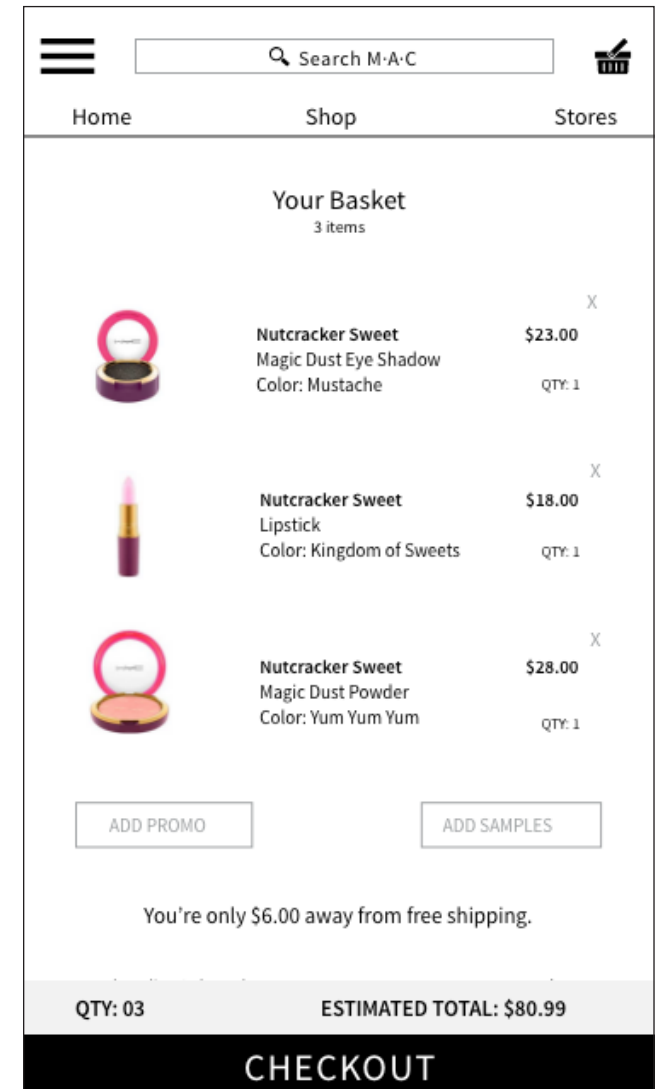 Search M·A·C
Home Shop Stores
Your Basket
3 items
X
Nutcracker Sweet $23.00
Magic Dust Eye Shadow
Color: Mustache QTY: 1
X
Nutcracker Sweet $18.00
Lipstick
Color: Kingdom of Sweets QTY: 1
X
Nutcracker Sweet $28.00
Magic Dust Powder
Color: Yum Yum Yum QTY: 1
ADD PROMO ADD SAMPLES
You’re only $6.00 away from free shipping.
QTY: 03 ESTIMATED TOTAL: $80.99
CHECKOUT